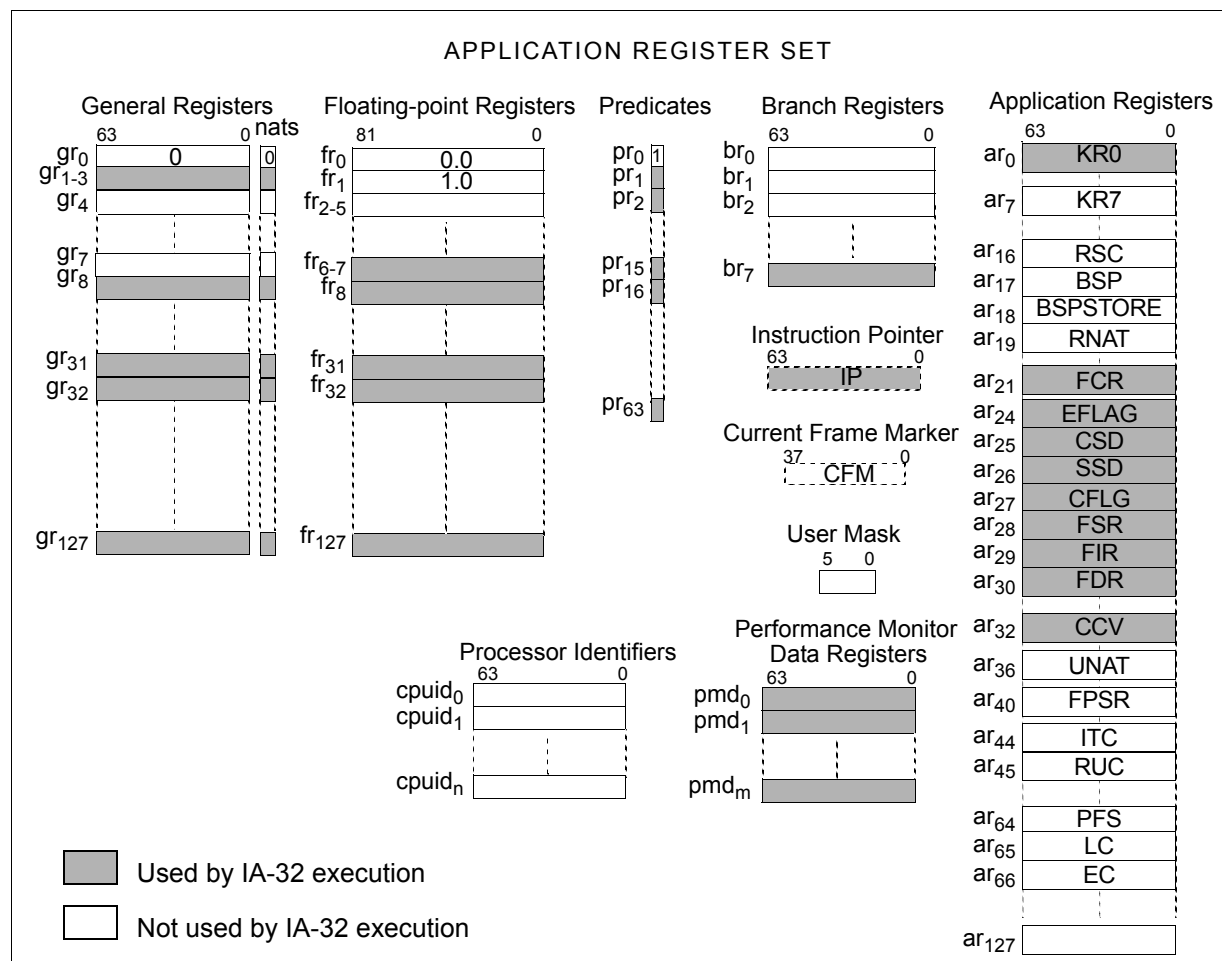 APPLICATION REGISTER SET
General Registers
63 0
nats
gr0 0 0
gr1-3
gr4
gr7
gr8
gr31
gr32
gr127
Floating-point Registers
81 0
fr0 0.0
fr1 1.0
fr2-5
fr6-7
fr8
fr31
fr32
fr127
Predicates
pr0 1
pr1
pr2
pr15
pr16
pr63
Branch Registers
63 0
br0
br1
br2
br7
Instruction Pointer
63 0
IP
Current Frame Marker
37 0
CFM
User Mask
5 0
Processor Identifiers
63 0
cpuid0
cpuid1
cpuidn
Performance Monitor
Data Registers
63 0
pmd0
pmd1
pmdm
Application Registers
63 0
ar0 KR0
ar7 KR7
ar16 RSC
ar17 BSP
ar18 BSPSTORE
ar19 RNAT
ar21 FCR
ar24 EFLAG
ar25 CSD
ar26 SSD
ar27 CFLG
ar28 FSR
ar29 FIR
ar30 FDR
ar32 CCV
ar36 UNAT
ar40 FPSR
ar44 ITC
ar45 RUC
ar64 PFS
ar65 LC
ar66 EC
ar127
Used by IA-32 execution
Not used by IA-32 execution